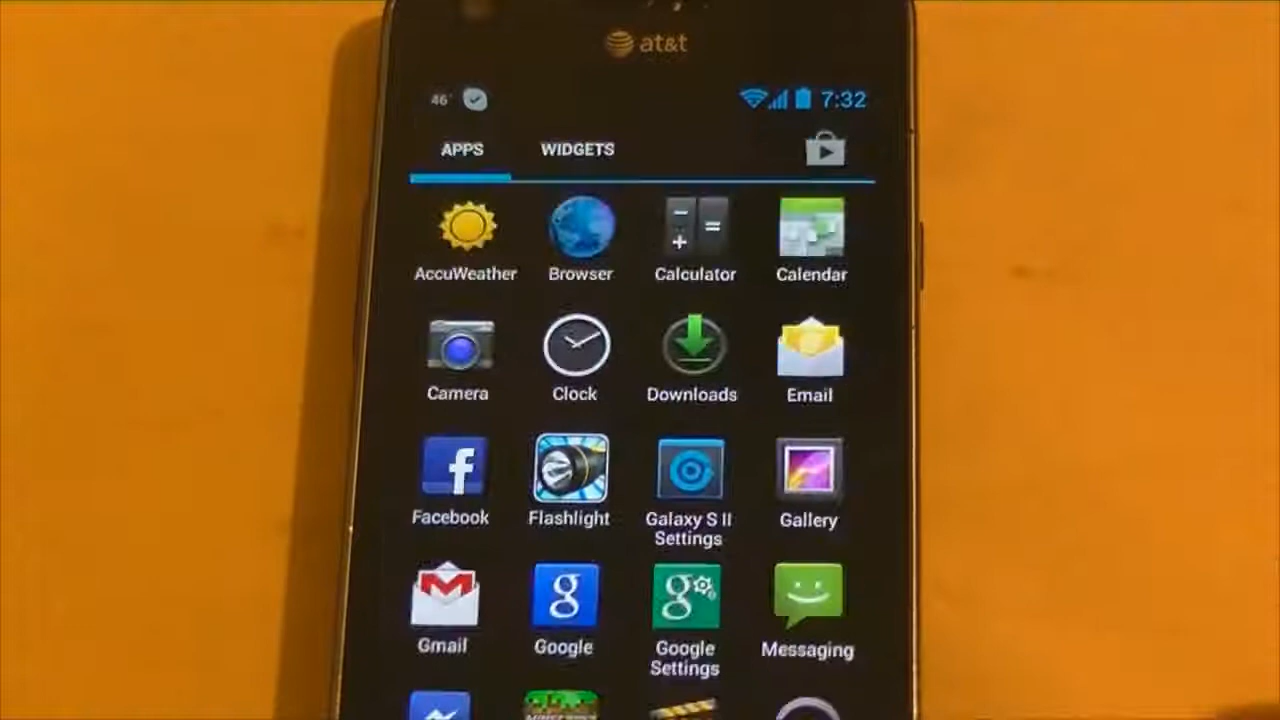 at&t
46°
7:32
APPS
WIDGETS
AccuWeather
Browser
Calculator
Calendar
Camera
Clock
Downloads
Email
Facebook
Flashlight
Galaxy S II
Settings
Gallery
Gmail
Google
Google
Settings
Messaging